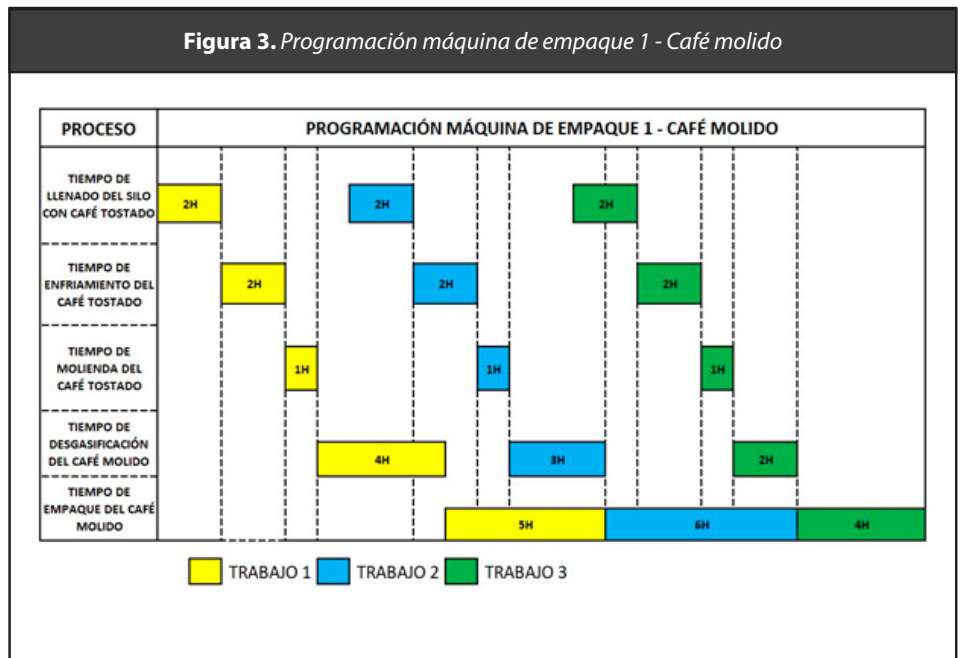 Figura 3. Programación máquina de empaque 1 - Café molido
PROCESO
PROGRAMACIÓN MÁQUINA DE EMPAQUE 1 - CAFÉ MOLIDO
TIEMPO DE
LLENADO DEL SILO
CON CAFÉ TOSTADO
2H
2H
2H
TIEMPO DE
ENFRIAMIENTO DEL
CAFÉ TOSTADO
2H
2H
2H
TIEMPO DE
MOLIENDA DEL
CAFÉ TOSTADO
1H
1H
1H
TIEMPO DE
DESGASIFICACIÓN
DEL CAFÉ MOLIDO
4H
3H
2H
TIEMPO DE
EMPAQUE DEL CAFÉ
MOLIDO
5H
6H
4H
TRABAJO 1
TRABAJO 2
TRABAJO 3